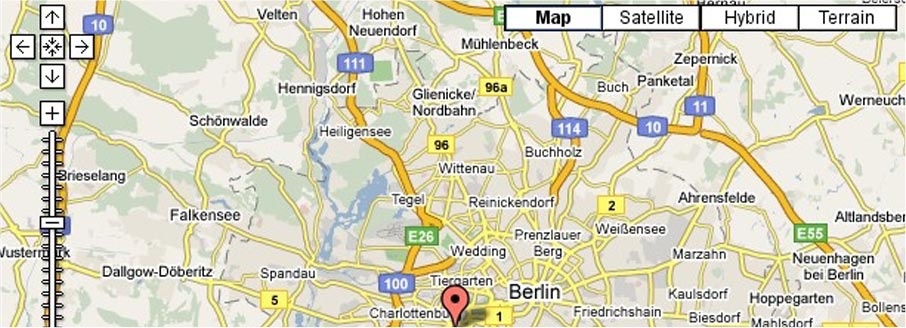 Map
Satellite
Hybrid
Terrain
10
Velten
Hohen
Neuendorf
Mühlenbeck
Zepernick
111
Hennigsdorf
Glienicke/
Nordbahn
96a
Buch
Panketal
11
Werneuch
Schönwalde
Heiligensee
96
114
10
Buchholz
Wittenau
Brieselang
Tegel
Reinickendorf
2
Ahrensfelde
Falkensee
E26
Prenzlauer
Berg
Weißensee
Altlandsber
E55
Wedding
Marzahn
Neuenhagen
bei Berlin
Dallgow-Döberitz
Spandau
100
Tiergarten
Berlin
Kaulsdorf
Hoppegarten
5
Charlottenbu
1
Friedrichshain
Biesdorf
Mahlsdorf
Bollens